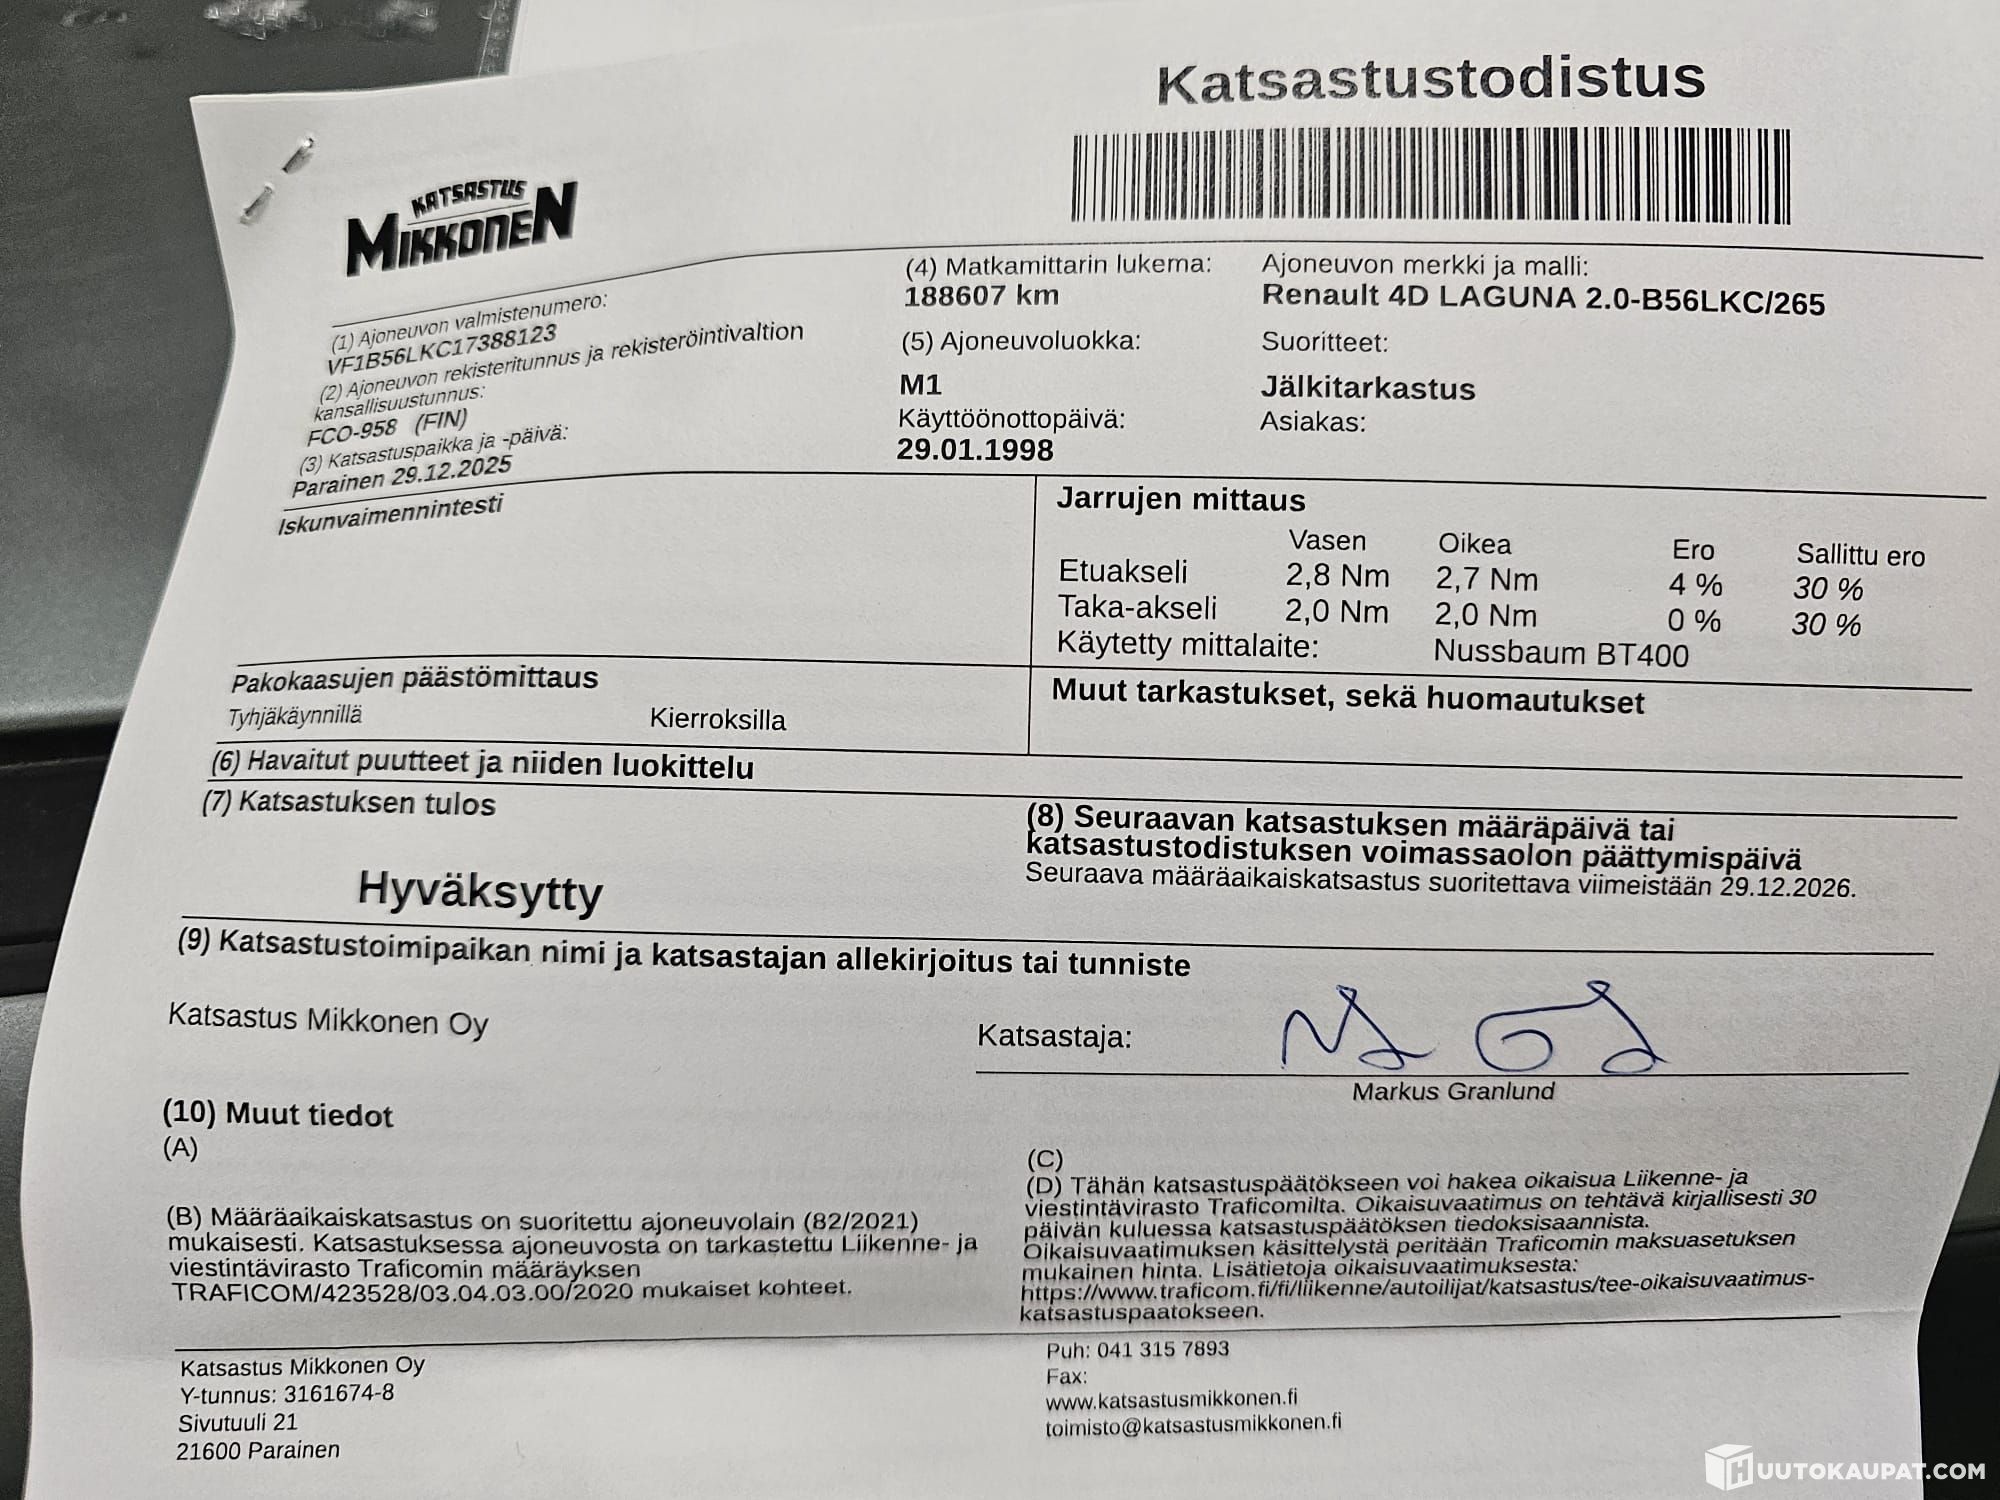 Katsastustodistus
KATSASTUS
MIKKONEN
(1) Ajoneuvon valmistenumero:
VF1B56LKC17388123
(2) Ajoneuvon rekisteritunnus ja rekisteröintivaltion
kansallisuustunnus:
FCO-958 (FIN)
(3) Katsastuspaikka ja -päivä:
Parainen 29.12.2025
(4) Matkamittarin lukema:
188607 km
(5) Ajoneuvoluokka:
M1
Käyttöönottopäivä:
29.01.1998
Ajoneuvon merkki ja malli:
Renault 4D LAGUNA 2.0-B56LKC/265
Suoritteet:
Jälkitarkastus
Asiakas:
Iskunvaimennintesti
Jarrujen mittaus
Vasen Oikea Ero Sallittu ero
Etuakseli 2,8 Nm 2,7 Nm 4 % 30 %
Taka-akseli 2,0 Nm 2,0 Nm 0 % 30 %
Käytetty mittalaite: Nussbaum BT400
Pakokaasujen päästömittaus
Tyhjäkäynnillä Kierroksilla
Muut tarkastukset, sekä huomautukset
(6) Havaitut puutteet ja niiden luokittelu
(7) Katsastuksen tulos
Hyväksytty
(8) Seuraavan katsastuksen määräpäivä tai
katsastustodistuksen voimassaolon päättymispäivä
Seuraava määräaikaiskatsastus suoritettava viimeistään 29.12.2026.
(9) Katsastustoimipaikan nimi ja katsastajan allekirjoitus tai tunniste
Katsastus Mikkonen Oy
Katsastaja:
Markus Granlund
(10) Muut tiedot
(A)
(B) Määräaikaiskatsastus on suoritettu ajoneuvolain (82/2021)
mukaisesti. Katsastuksessa ajoneuvosta on tarkastettu Liikenne- ja
viestintävirasto Traficomin määräyksen
TRAFICOM/423528/03.04.03.00/2020 mukaiset kohteet.
(C)
(D) Tähän katsastuspäätökseen voi hakea oikaisua Liikenne- ja
viestintävirasto Traficomilta. Oikaisuvaatimus on tehtävä kirjallisesti 30
päivän kuluessa katsastuspäätöksen tiedoksisaannista.
Oikaisuvaatimuksen käsittelystä peritään Traficomin maksuasetuksen
mukainen hinta. Lisätietoja oikaisuvaatimuksesta:
https://www.traficom.fi/fi/liikenne/autoilijat/katsastus/tee-oikaisuvaatimus-
katsastuspaatokseen.
Katsastus Mikkonen Oy
Y-tunnus: 3161674-8
Sivutuuli 21
21600 Parainen
Puh: 041 315 7893
Fax:
www.katsastusmikkonen.fi
toimisto@katsastusmikkonen.fi
HUUTOKAUPAT.COM